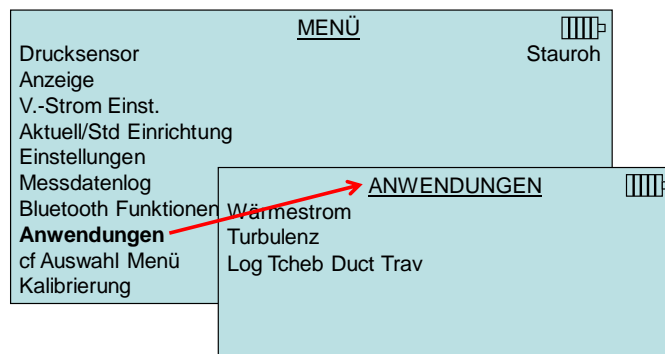 MENÜ
Drucksensor Stauroh
Anzeige
V.-Strom Einst.
Aktuell/Std Einrichtung
Einstellungen
Messdatenlog
Bluetooth Funktionen
Anwendungen
cf Auswahl Menü
Kalibrierung
ANWENDUNGEN
Wärmestrom
Turbulenz
Log Tcheb Duct Trav